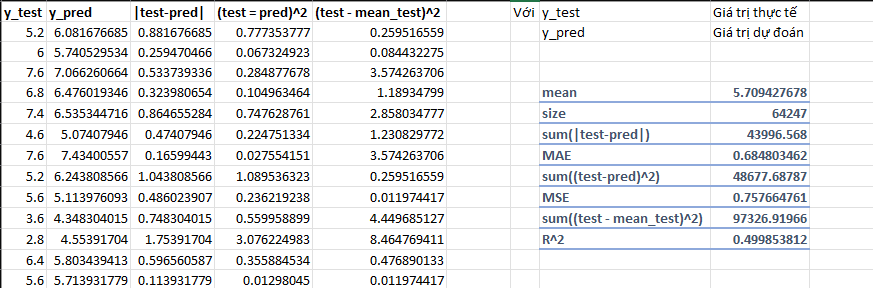 y_test y_pred |test-pred| (test = pred)^2 (test - mean_test)^2 Với y_test Giá trị thực tế
5.2 6.081676685 0.881676685 0.777353777 0.259516559 y_pred Giá trị dự đoán
6 5.740529534 0.259470466 0.067324923 0.084432275
7.6 7.066260664 0.533739336 0.284877678 3.574263706
6.8 6.476019346 0.323980654 0.104963464 1.18934799 mean 5.709427678
7.4 6.535344716 0.864655284 0.747628761 2.858034777 size 64247
4.6 5.07407946 0.47407946 0.224751334 1.230829772 sum(|test-pred|) 43996.568
7.6 7.43400557 0.16599443 0.027554151 3.574263706 MAE 0.684803462
5.2 6.243808566 1.043808566 1.089536323 0.259516559 sum((test-pred)^2) 48677.68787
5.6 5.113976093 0.486023907 0.236219238 0.011974417 MSE 0.757664761
3.6 4.348304015 0.748304015 0.559958899 4.449685127 sum((test - mean_test)^2) 97326.91966
2.8 4.55391704 1.75391704 3.076224983 8.464769411 R^2 0.499853812
6.4 5.803439413 0.596560587 0.355884534 0.476890133
5.6 5.713931779 0.113931779 0.01298045 0.011974417